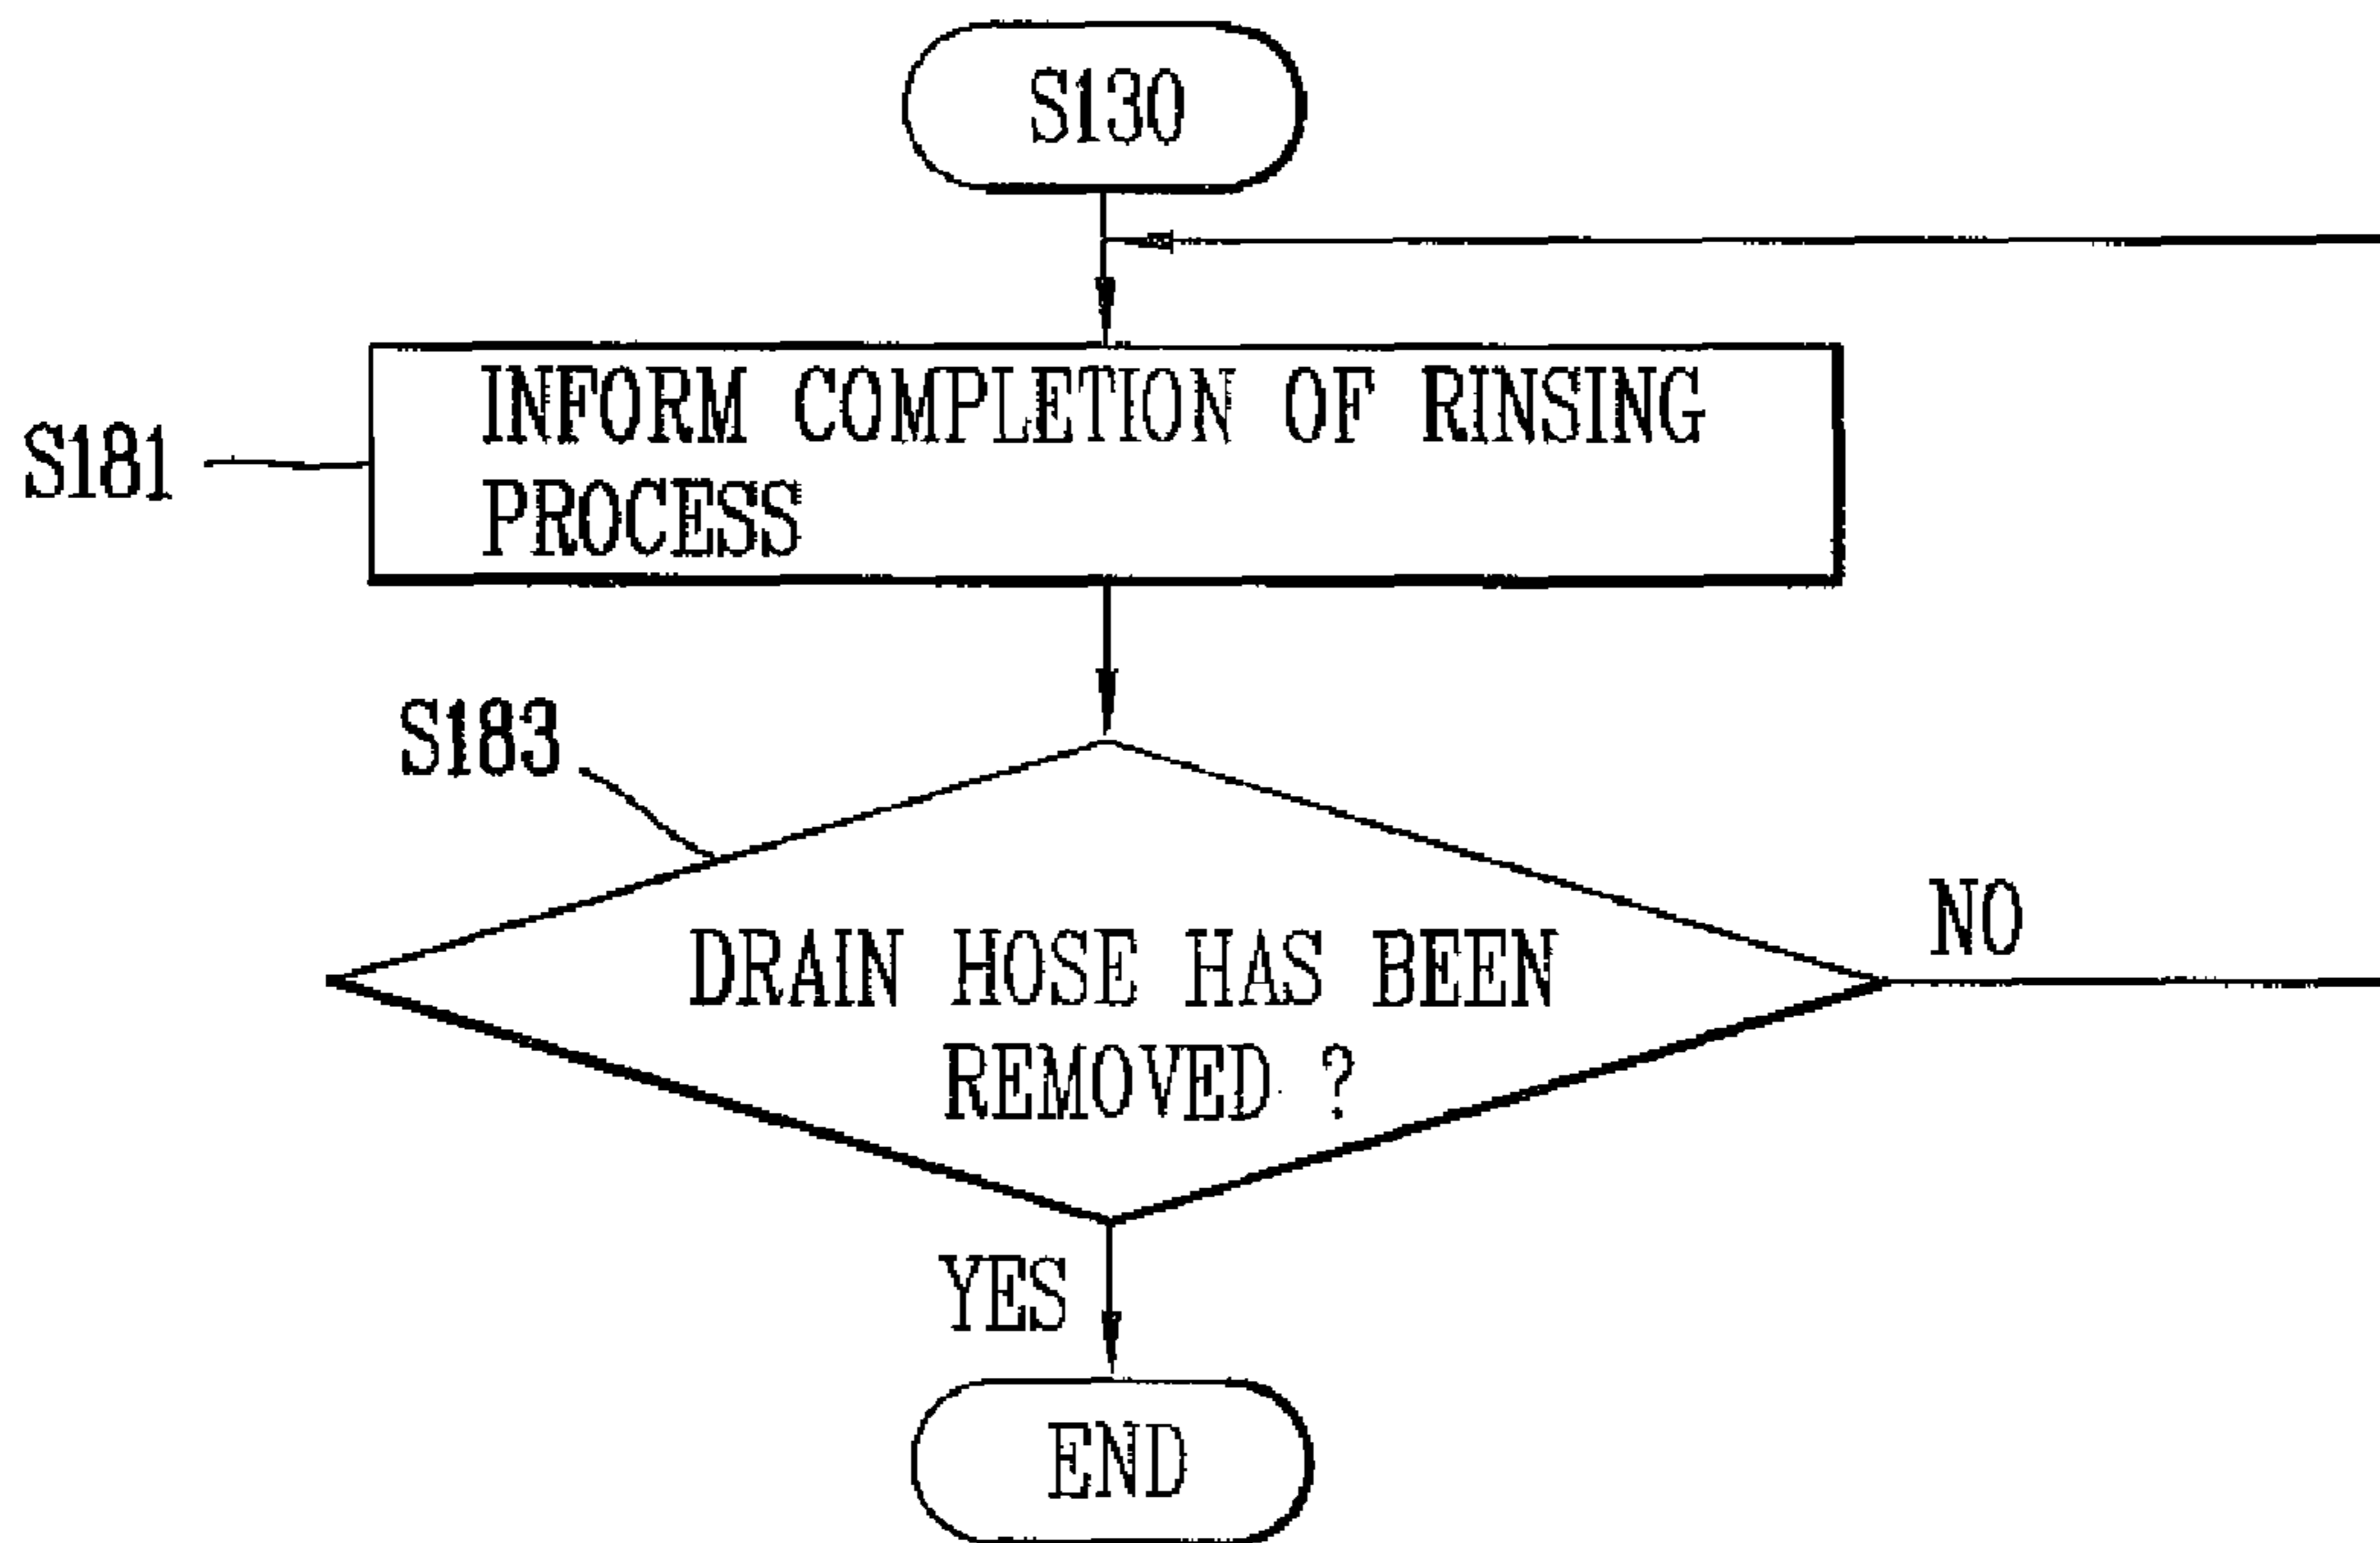 S130
INFORM COMPLETION OF RINSING
PROCESS
S181
S183
DRAIN HOSE HAS BEEN
REMOVED ?
NO
YES
END